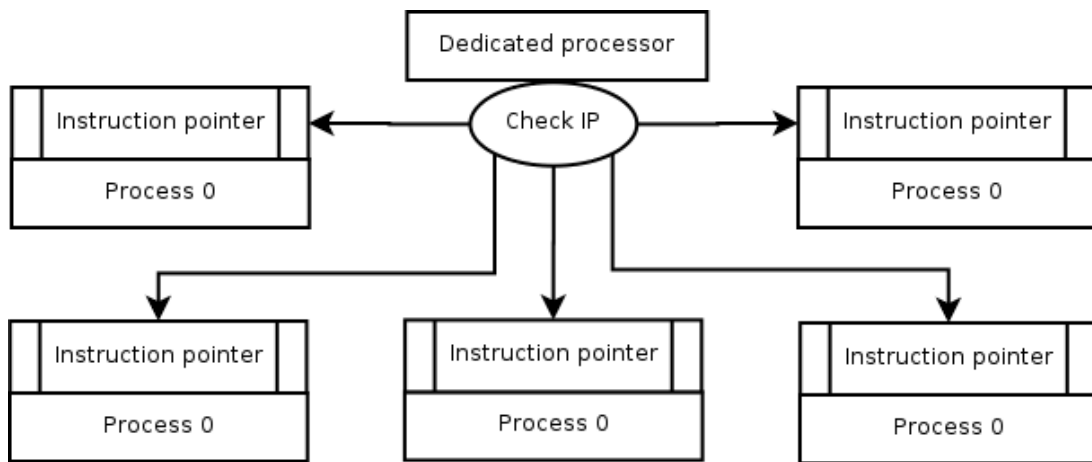 Dedicated processor
Check IP
Instruction pointer
Process 0
Instruction pointer
Process 0
Instruction pointer
Process 0
Instruction pointer
Process 0
Instruction pointer
Process 0